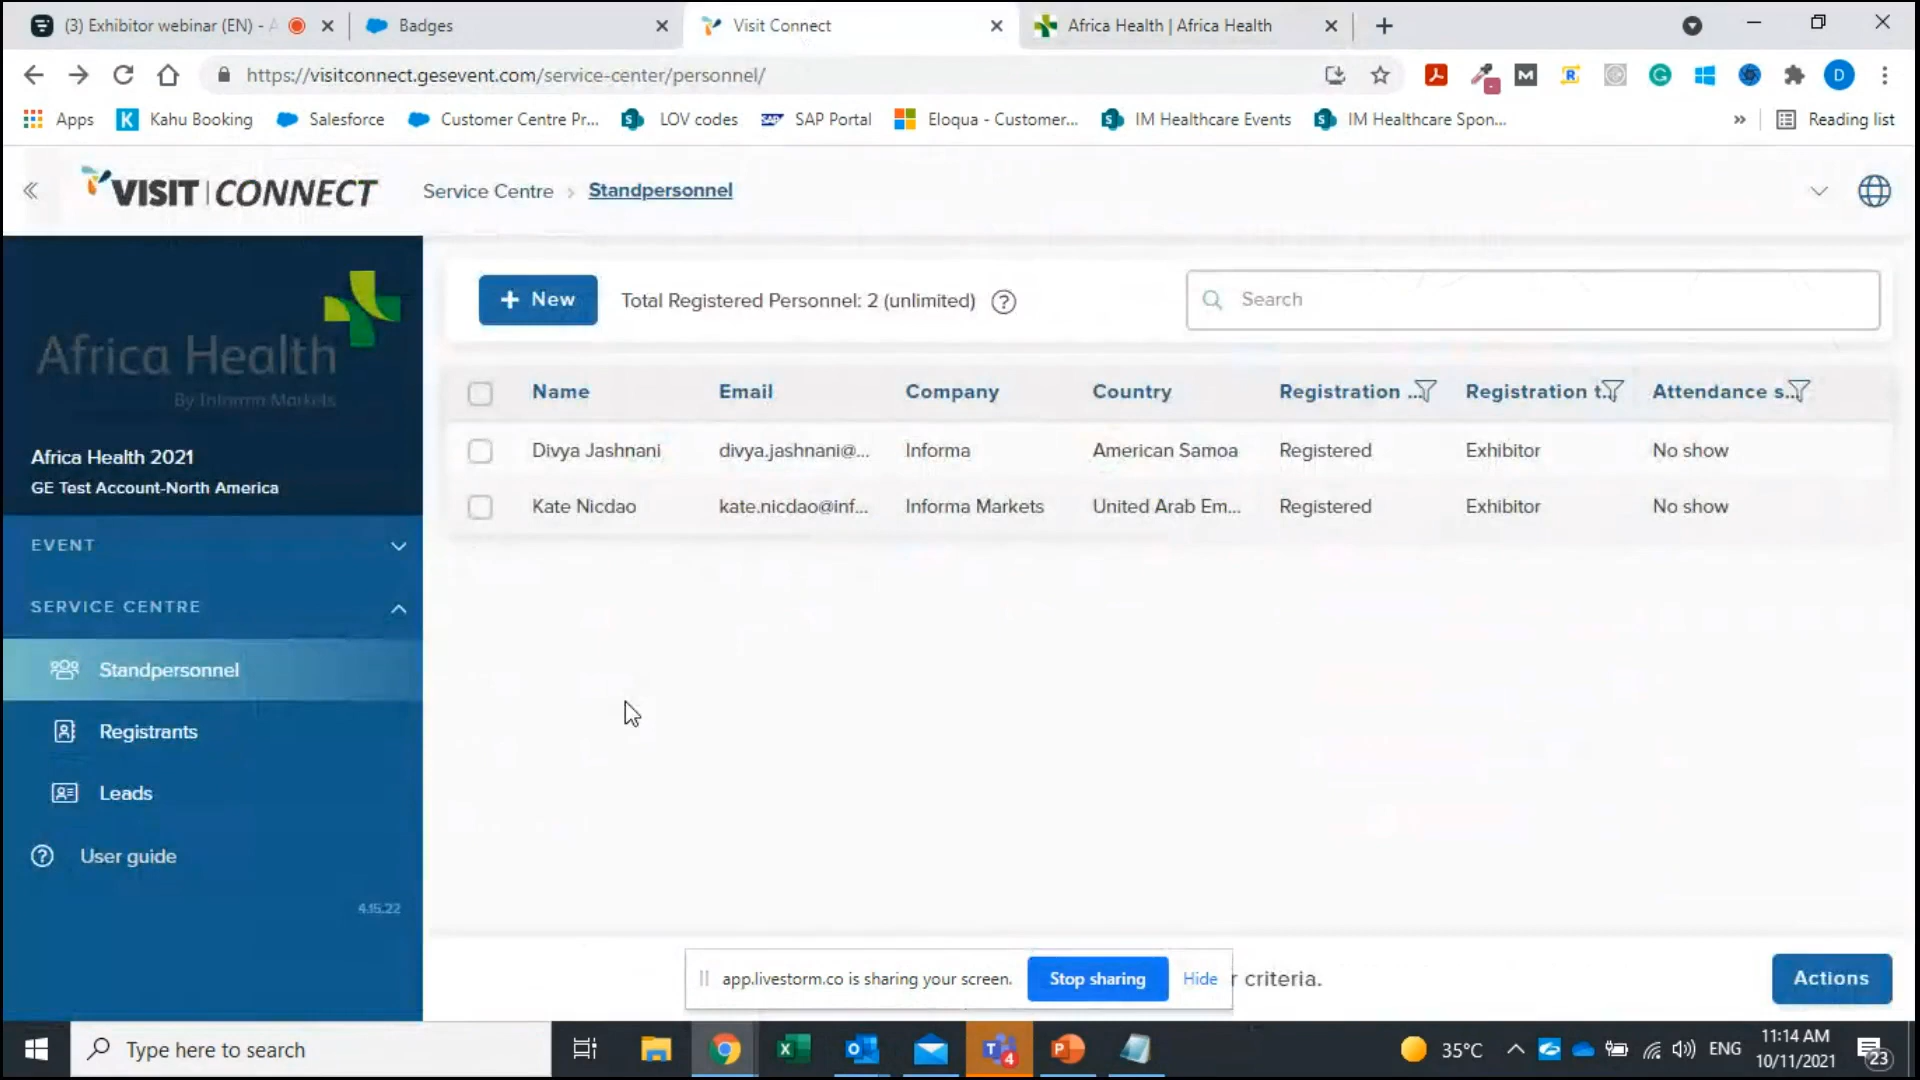 (3) Exhibitor webinar (EN) - A
Badges
Visit Connect
Africa Health | Africa Health
https://visitconnect.gesevent.com/service-center/personnel/
D
Apps
Kahu Booking
Salesforce
Customer Centre Pr...
LOV codes
SAP Portal
Eloqua - Customer...
IM Healthcare Events
IM Healthcare Spon...
»
Reading list
VISIT | CONNECT
Service Centre > Standpersonnel
Africa Health
By Informa Markets
Africa Health 2021
GE Test Account-North America
EVENT
SERVICE CENTRE
Standpersonnel
Registrants
Leads
User guide
4.15.22
+ New
Total Registered Personnel: 2 (unlimited)
Search
Name Email Company Country Registration ... Registration t... Attendance s...
Divya Jashnani divya.jashnani@... Informa American Samoa Registered Exhibitor No show
Kate Nicdao kate.nicdao@inf... Informa Markets United Arab Em... Registered Exhibitor No show
app.livestorm.co is sharing your screen. Stop sharing Hide
r criteria.
Actions
Type here to search
4
35°C
ENG
11:14 AM
10/11/2021
23